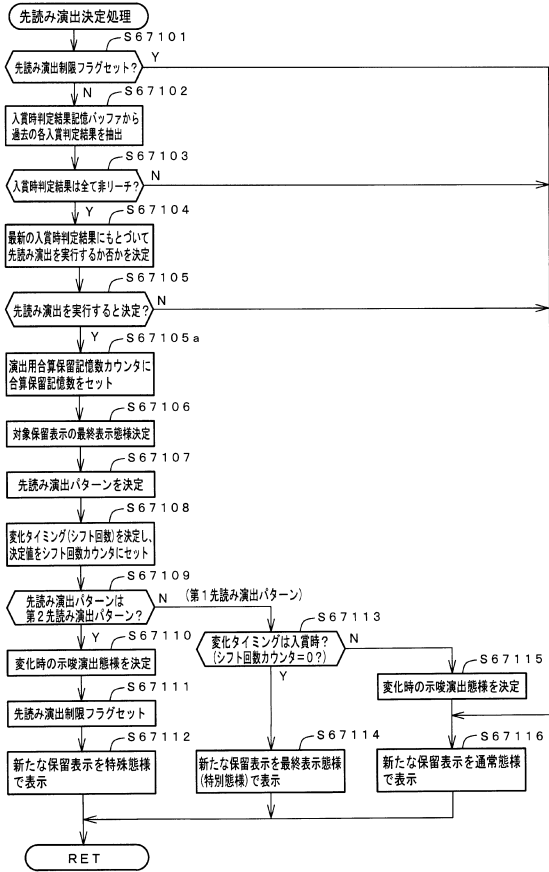 先読み演出決定処理
S67101
先読み演出制限フラグセット?
Y
N
S67102
入賞時判定結果記憶バッファから
過去の各入賞判定結果を抽出
S67103
入賞時判定結果は全て非リーチ?
N
Y
S67104
最新の入賞時判定結果にもとづいて
先読み演出を実行するか否かを決定
S67105
先読み演出を実行すると決定?
N
Y
S67105a
演出用合算保留記憶数カウンタに
合算保留記憶数をセット
S67106
対象保留表示の最終表示態様決定
S67107
先読み演出パターンを決定
S67108
変化タイミング(シフト回数)を決定し、
決定値をシフト回数カウンタにセット
S67109
先読み演出パターンは
第2先読み演出パターン?
N
(第1先読み演出パターン)
Y
S67110
変化時の示唆演出態様を決定
S67111
先読み演出制限フラグセット
S67112
新たな保留表示を特殊態様
で表示
S67113
変化タイミングは入賞時?
(シフト回数カウンタ=0?)
N
Y
S67114
新たな保留表示を最終表示態様
(特別態様)で表示
S67115
変化時の示唆演出態様を決定
S67116
新たな保留表示を通常態様
で表示
RET